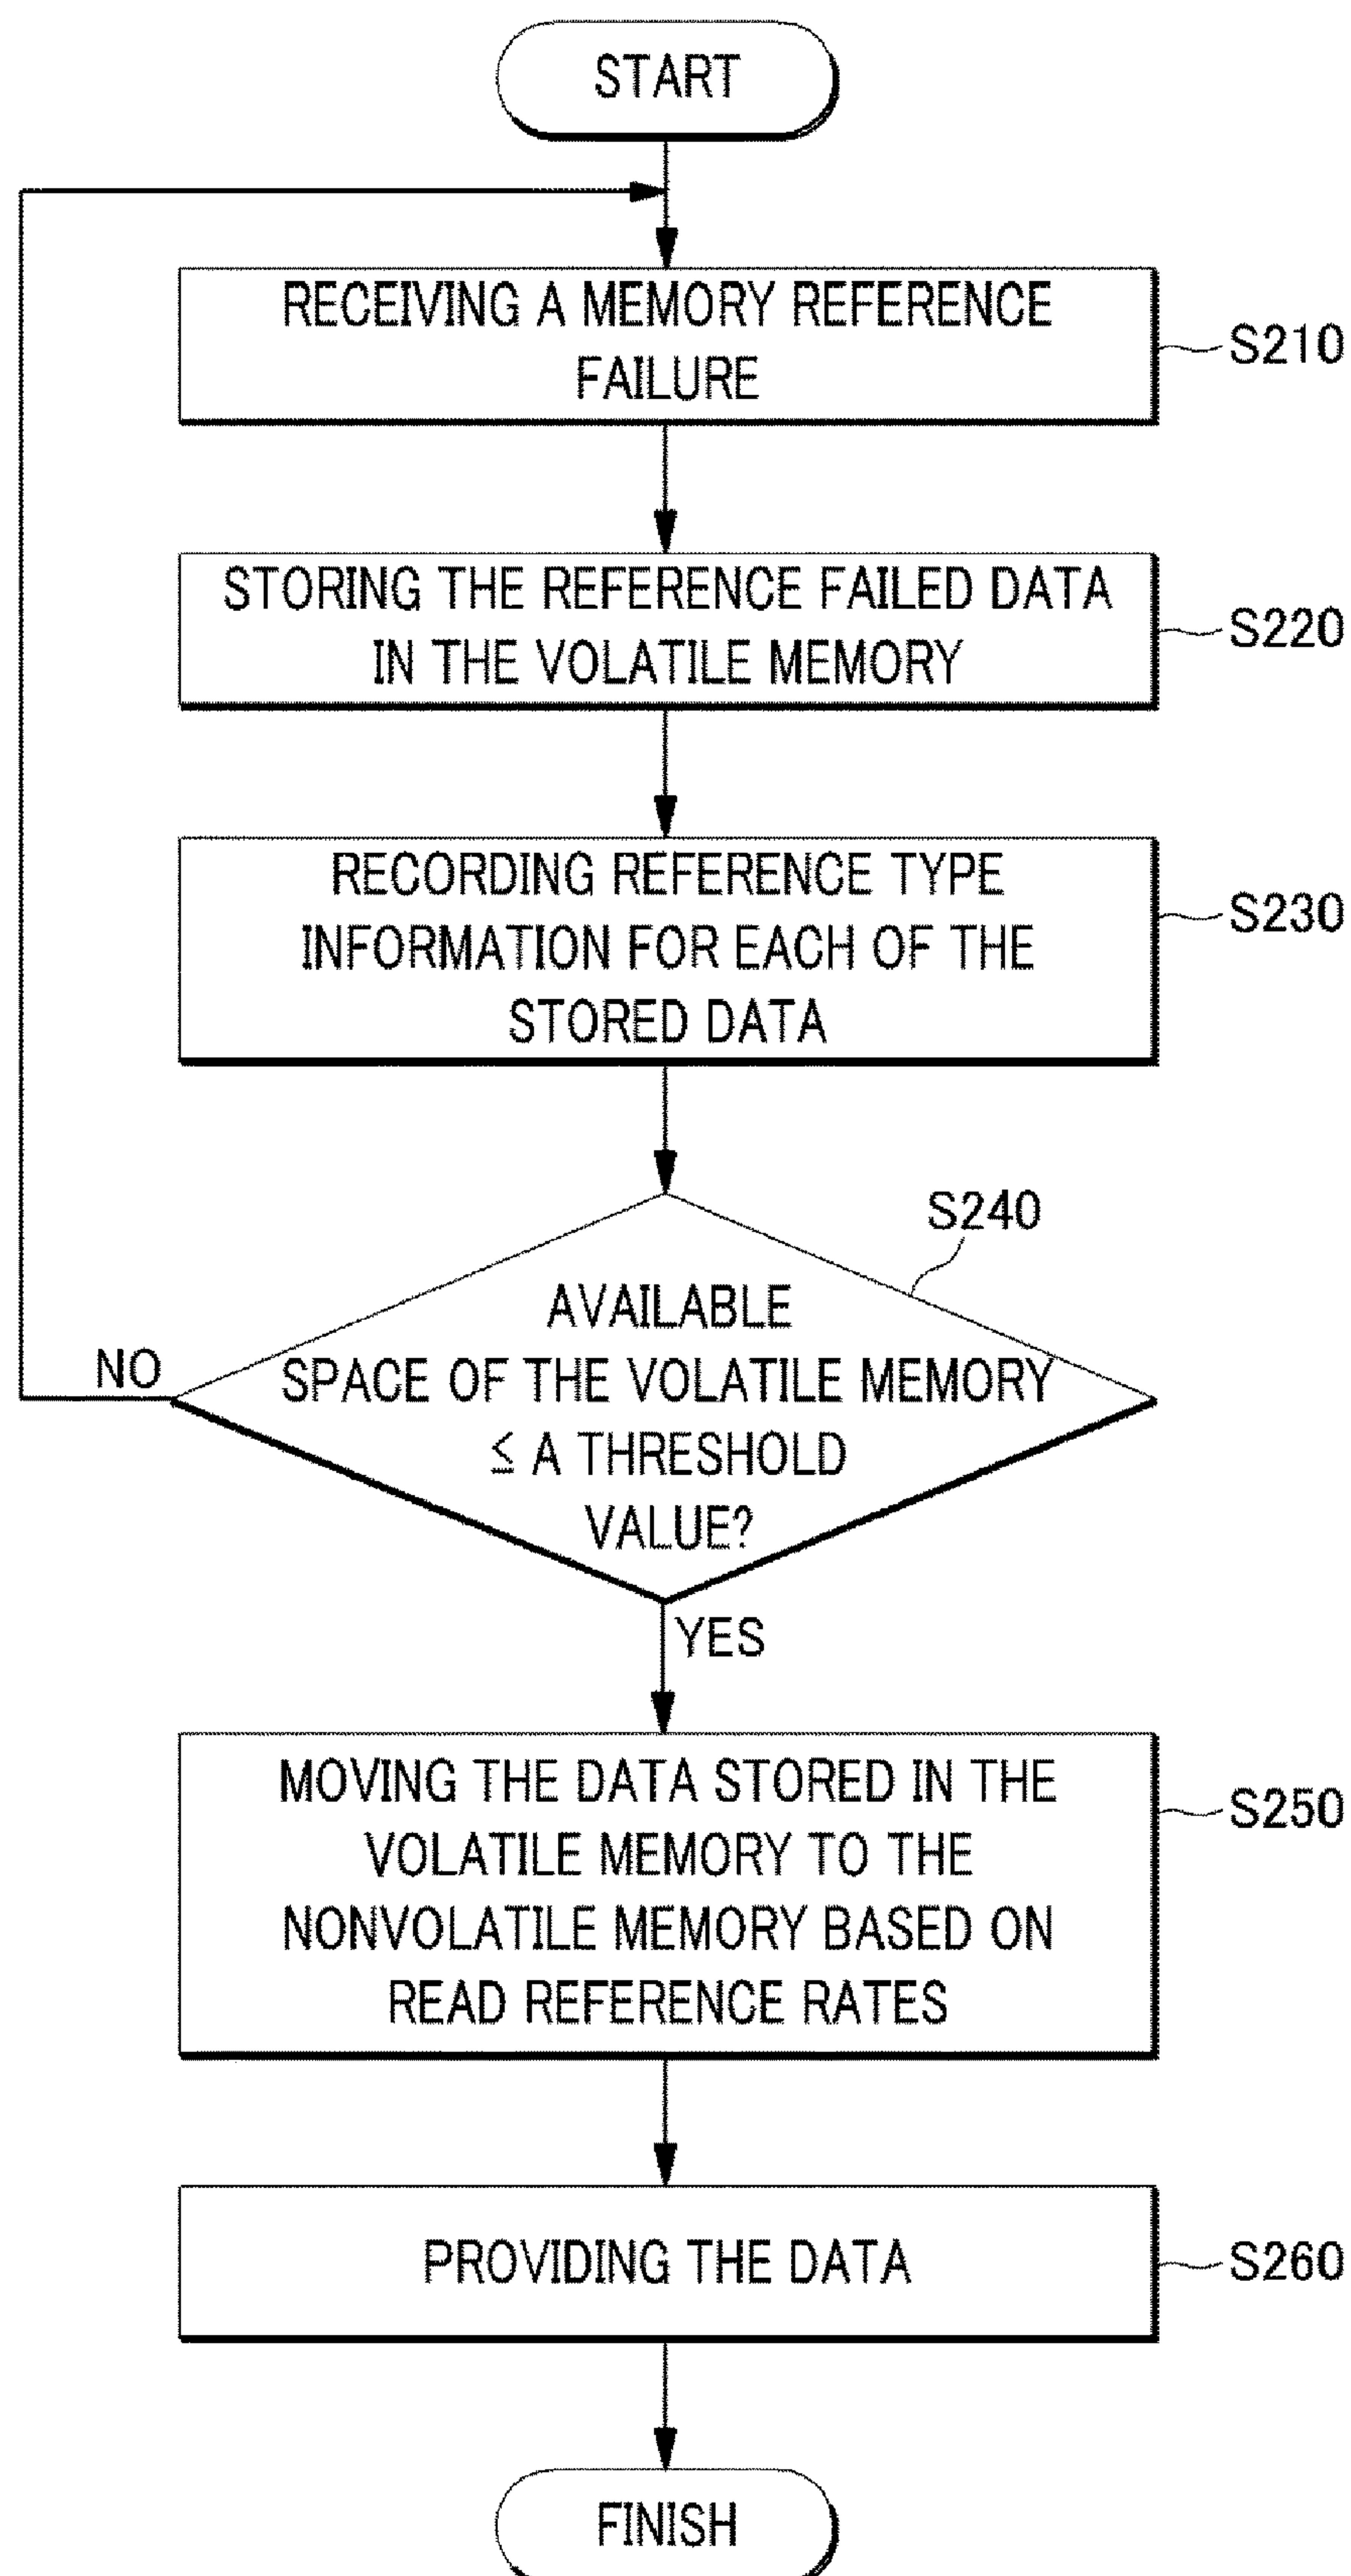 START
RECEIVING A MEMORY REFERENCE
FAILURE
S210
STORING THE REFERENCE FAILED DATA
IN THE VOLATILE MEMORY
S220
RECORDING REFERENCE TYPE
INFORMATION FOR EACH OF THE
STORED DATA
S230
S240
AVAILABLE
SPACE OF THE VOLATILE MEMORY
≤ A THRESHOLD
VALUE?
NO
YES
MOVING THE DATA STORED IN THE
VOLATILE MEMORY TO THE
NONVOLATILE MEMORY BASED ON
READ REFERENCE RATES
S250
PROVIDING THE DATA
S260
FINISH